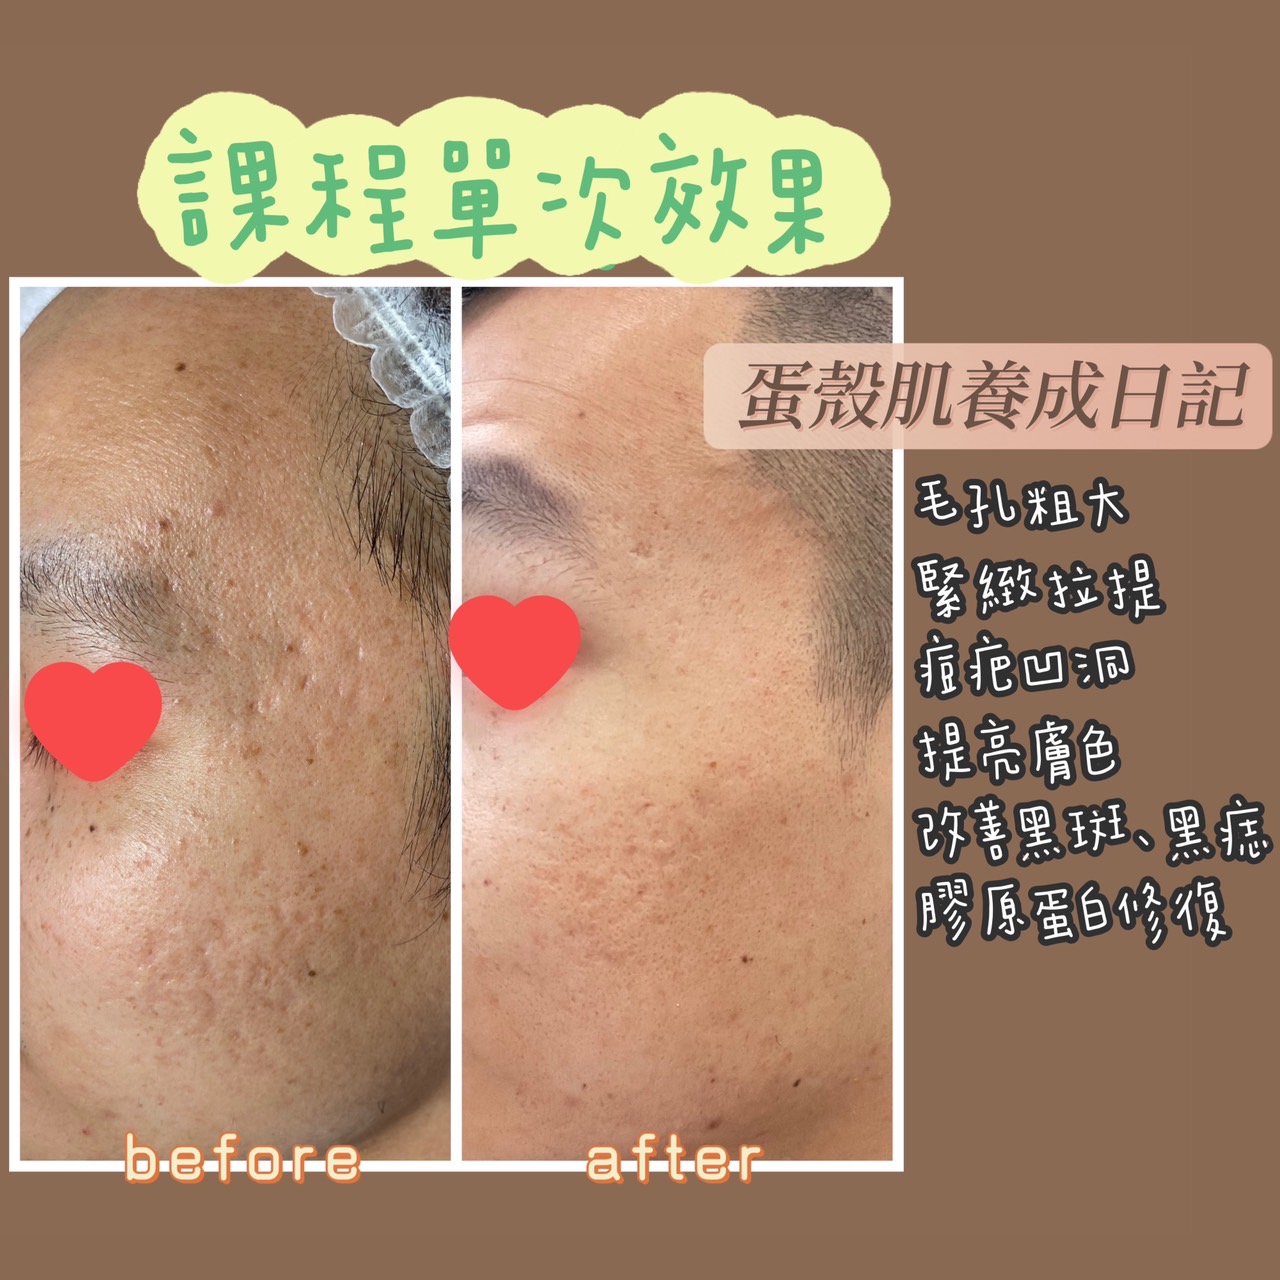 課程單次效果
蛋殼肌養成日記
毛孔粗大
緊緻拉提
痘疤凹洞
提亮膚色
改善黑斑、黑痣
膠原蛋白修復
before
after